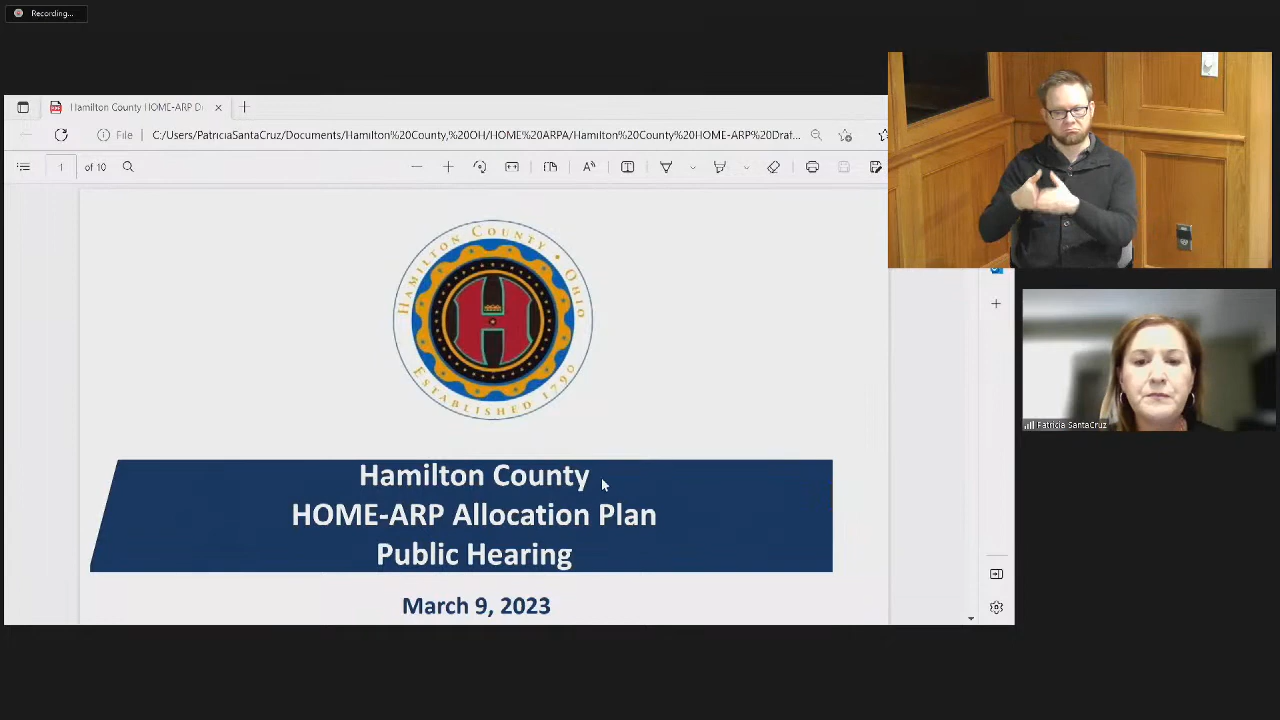 Recording...
Hamilton County HOME-ARP D
File
C:/Users/PatriciaSantaCruz/Documents/Hamilton%20County,%20OH/HOME%20ARPA/Hamilton%20County%20HOME-ARP%20Draf...
1 of 10
HAMILTON COUNTY • OHIO
H
ESTABLISHED 1790
Hamilton County
HOME-ARP Allocation Plan
Public Hearing
March 9, 2023
Patricia SantaCruz